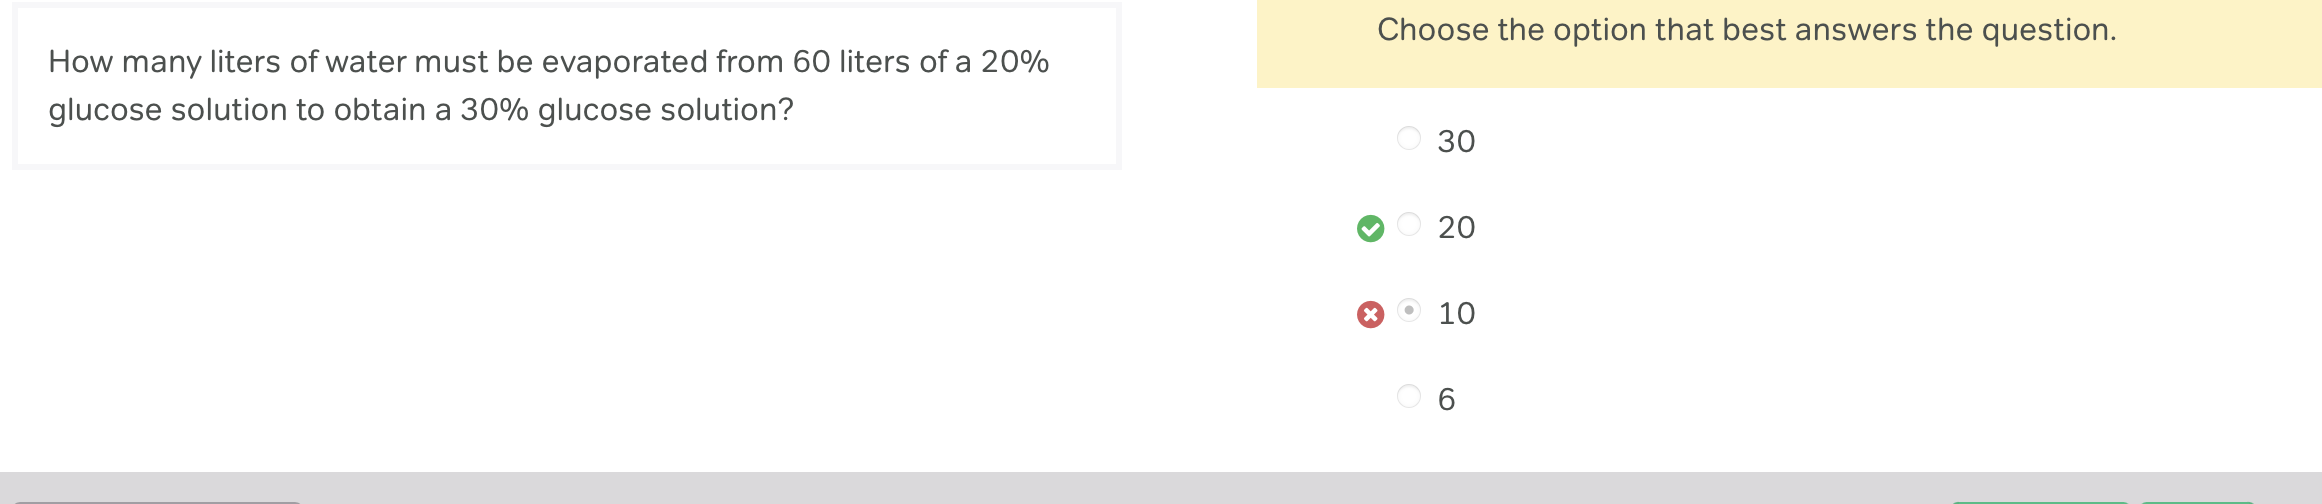 How many liters of water must be evaporated from 60 liters of a 20%
glucose solution to obtain a 30% glucose solution?
Choose the option that best answers the question.
30
20
10
6